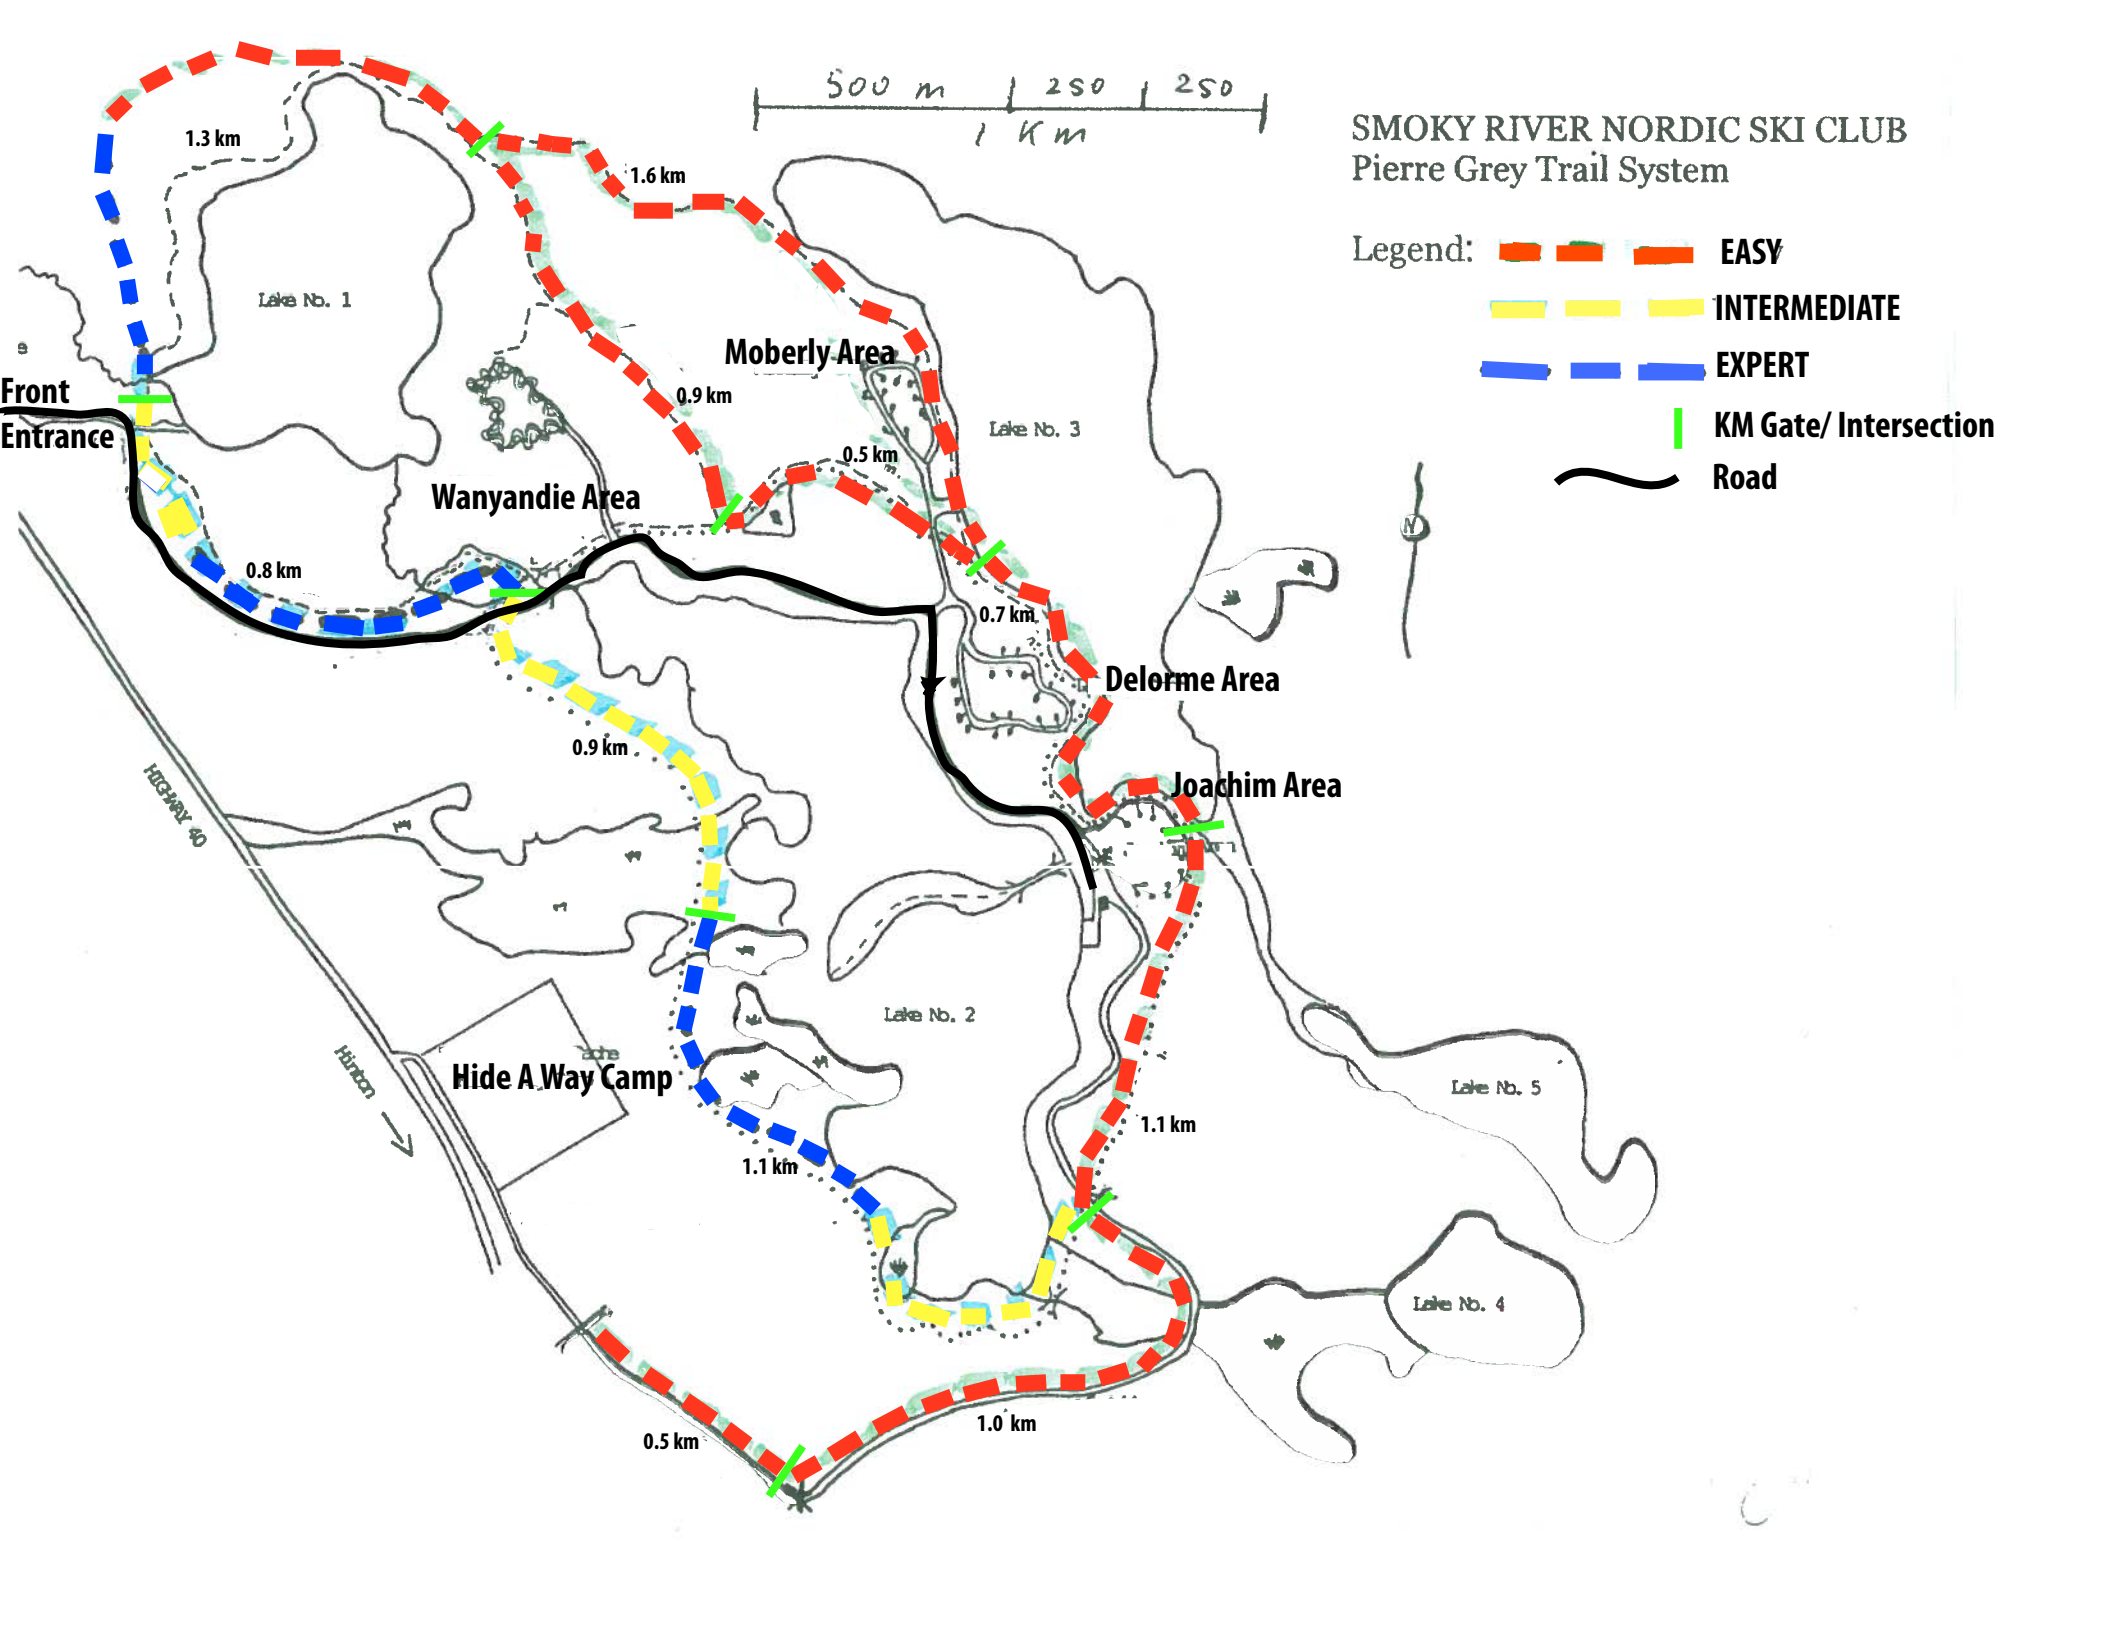 500 m 250 250
1 Km
SMOKY RIVER NORDIC SKI CLUB
Pierre Grey Trail System
Legend:
EASY
INTERMEDIATE
EXPERT
KM Gate/ Intersection
Road
N
1.3 km
1.6 km
Lake No. 1
e
Front
Entrance
Moberly Area
0.9 km
Lake No. 3
0.5 km
Wanyandie Area
0.8 km
0.7 km
Delorme Area
0.9 km
Joachim Area
HIGHWAY 40
Lake No. 2
Hide A Way Camp
Hinton
Lake No. 5
1.1 km
1.1 km
Lake No. 4
1.0 km
0.5 km